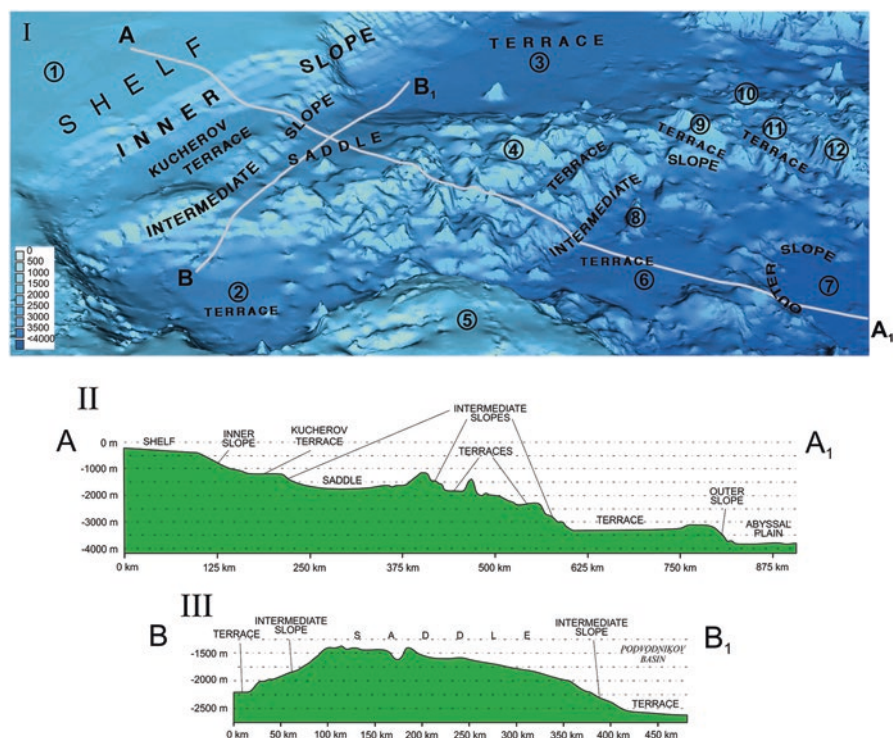 I
A
SHELF
①
INNER
SLOPE
KUCHEROV
TERRACE
INTERMEDIATE
SLOPE
SADDLE
B
B₁
TERRACE
③
②
TERRACE
④
⑤
TERRACE
INTERMEDIATE
⑧
TERRACE
⑥
⑨
TERRACE
SLOPE
⑩
⑪
TERRACE
⑫
SLOPE
OUTER
⑦
A₁
0
500
1000
1500
2000
2500
3000
3500
<4000
II
A
A₁
INTERMEDIATE
SLOPES
TERRACES
SHELF
INNER
SLOPE
KUCHEROV
TERRACE
SADDLE
TERRACE
OUTER
SLOPE
ABYSSAL
PLAIN
0 m
-1000 m
-2000 m
-3000 m
-4000 m
0 km 125 km 250 km 375 km 500 km 625 km 750 km 875 km
III
B
B₁
TERRACE
INTERMEDIATE
SLOPE
S A D D L E
INTERMEDIATE
SLOPE
PODVODNIKOV
BASIN
TERRACE
-1500 m
-2000 m
-2500 m
0 km 50 km 100 km 150 km 200 km 250 km 300 km 350 km 400 km 450 km